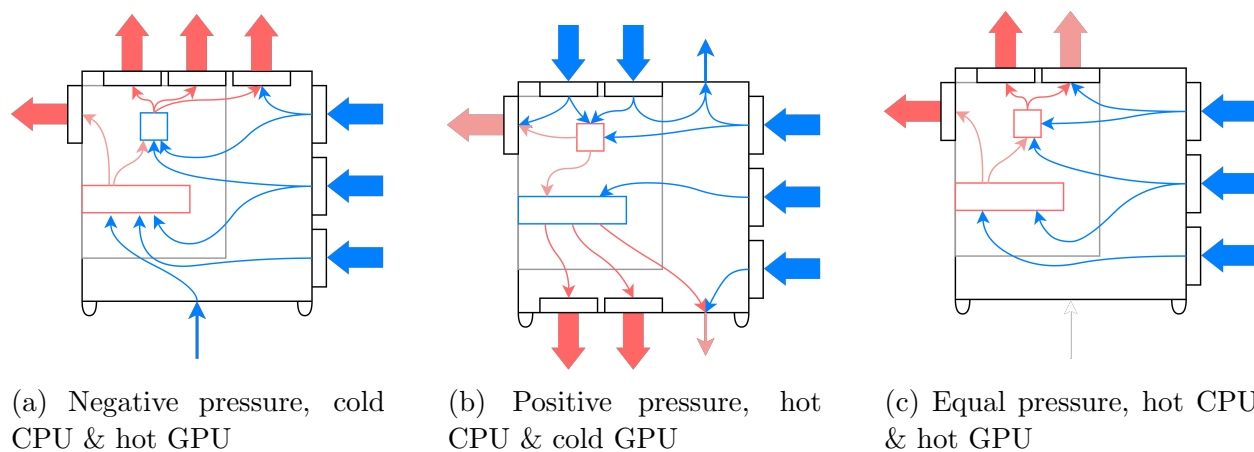 (a) Negative pressure, cold
CPU & hot GPU
(b) Positive pressure, hot
CPU & cold GPU
(c) Equal pressure, hot CPU
& hot GPU